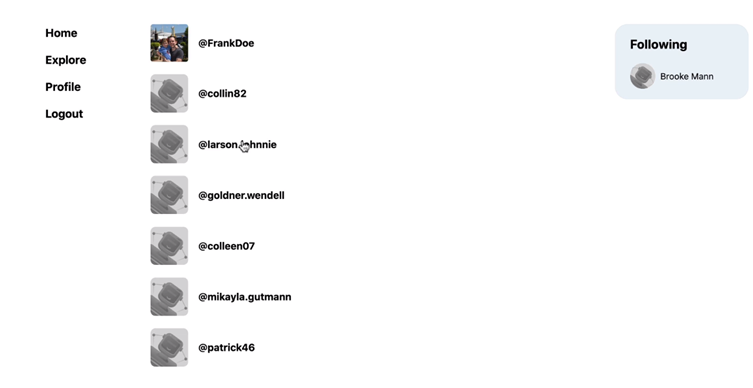 Home
Explore
Profile
Logout
@FrankDoe
@collin82
@goldner.wendell
@colleen07
@mikayla.gutmann
@patrick46
Following
Brooke Mann